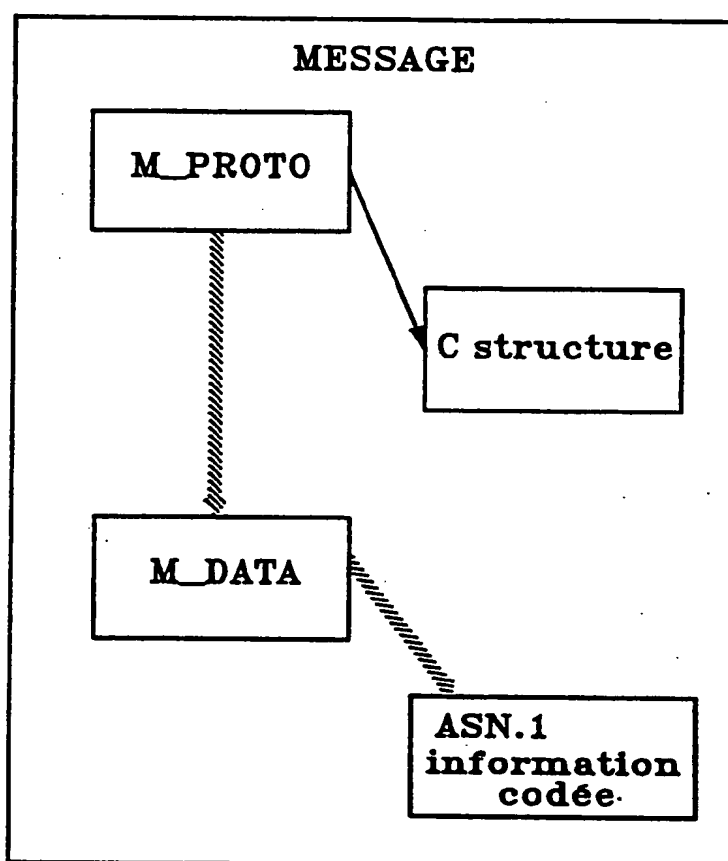 MESSAGE
M_PROTO
C structure
M_DATA
ASN.1
information
codée.